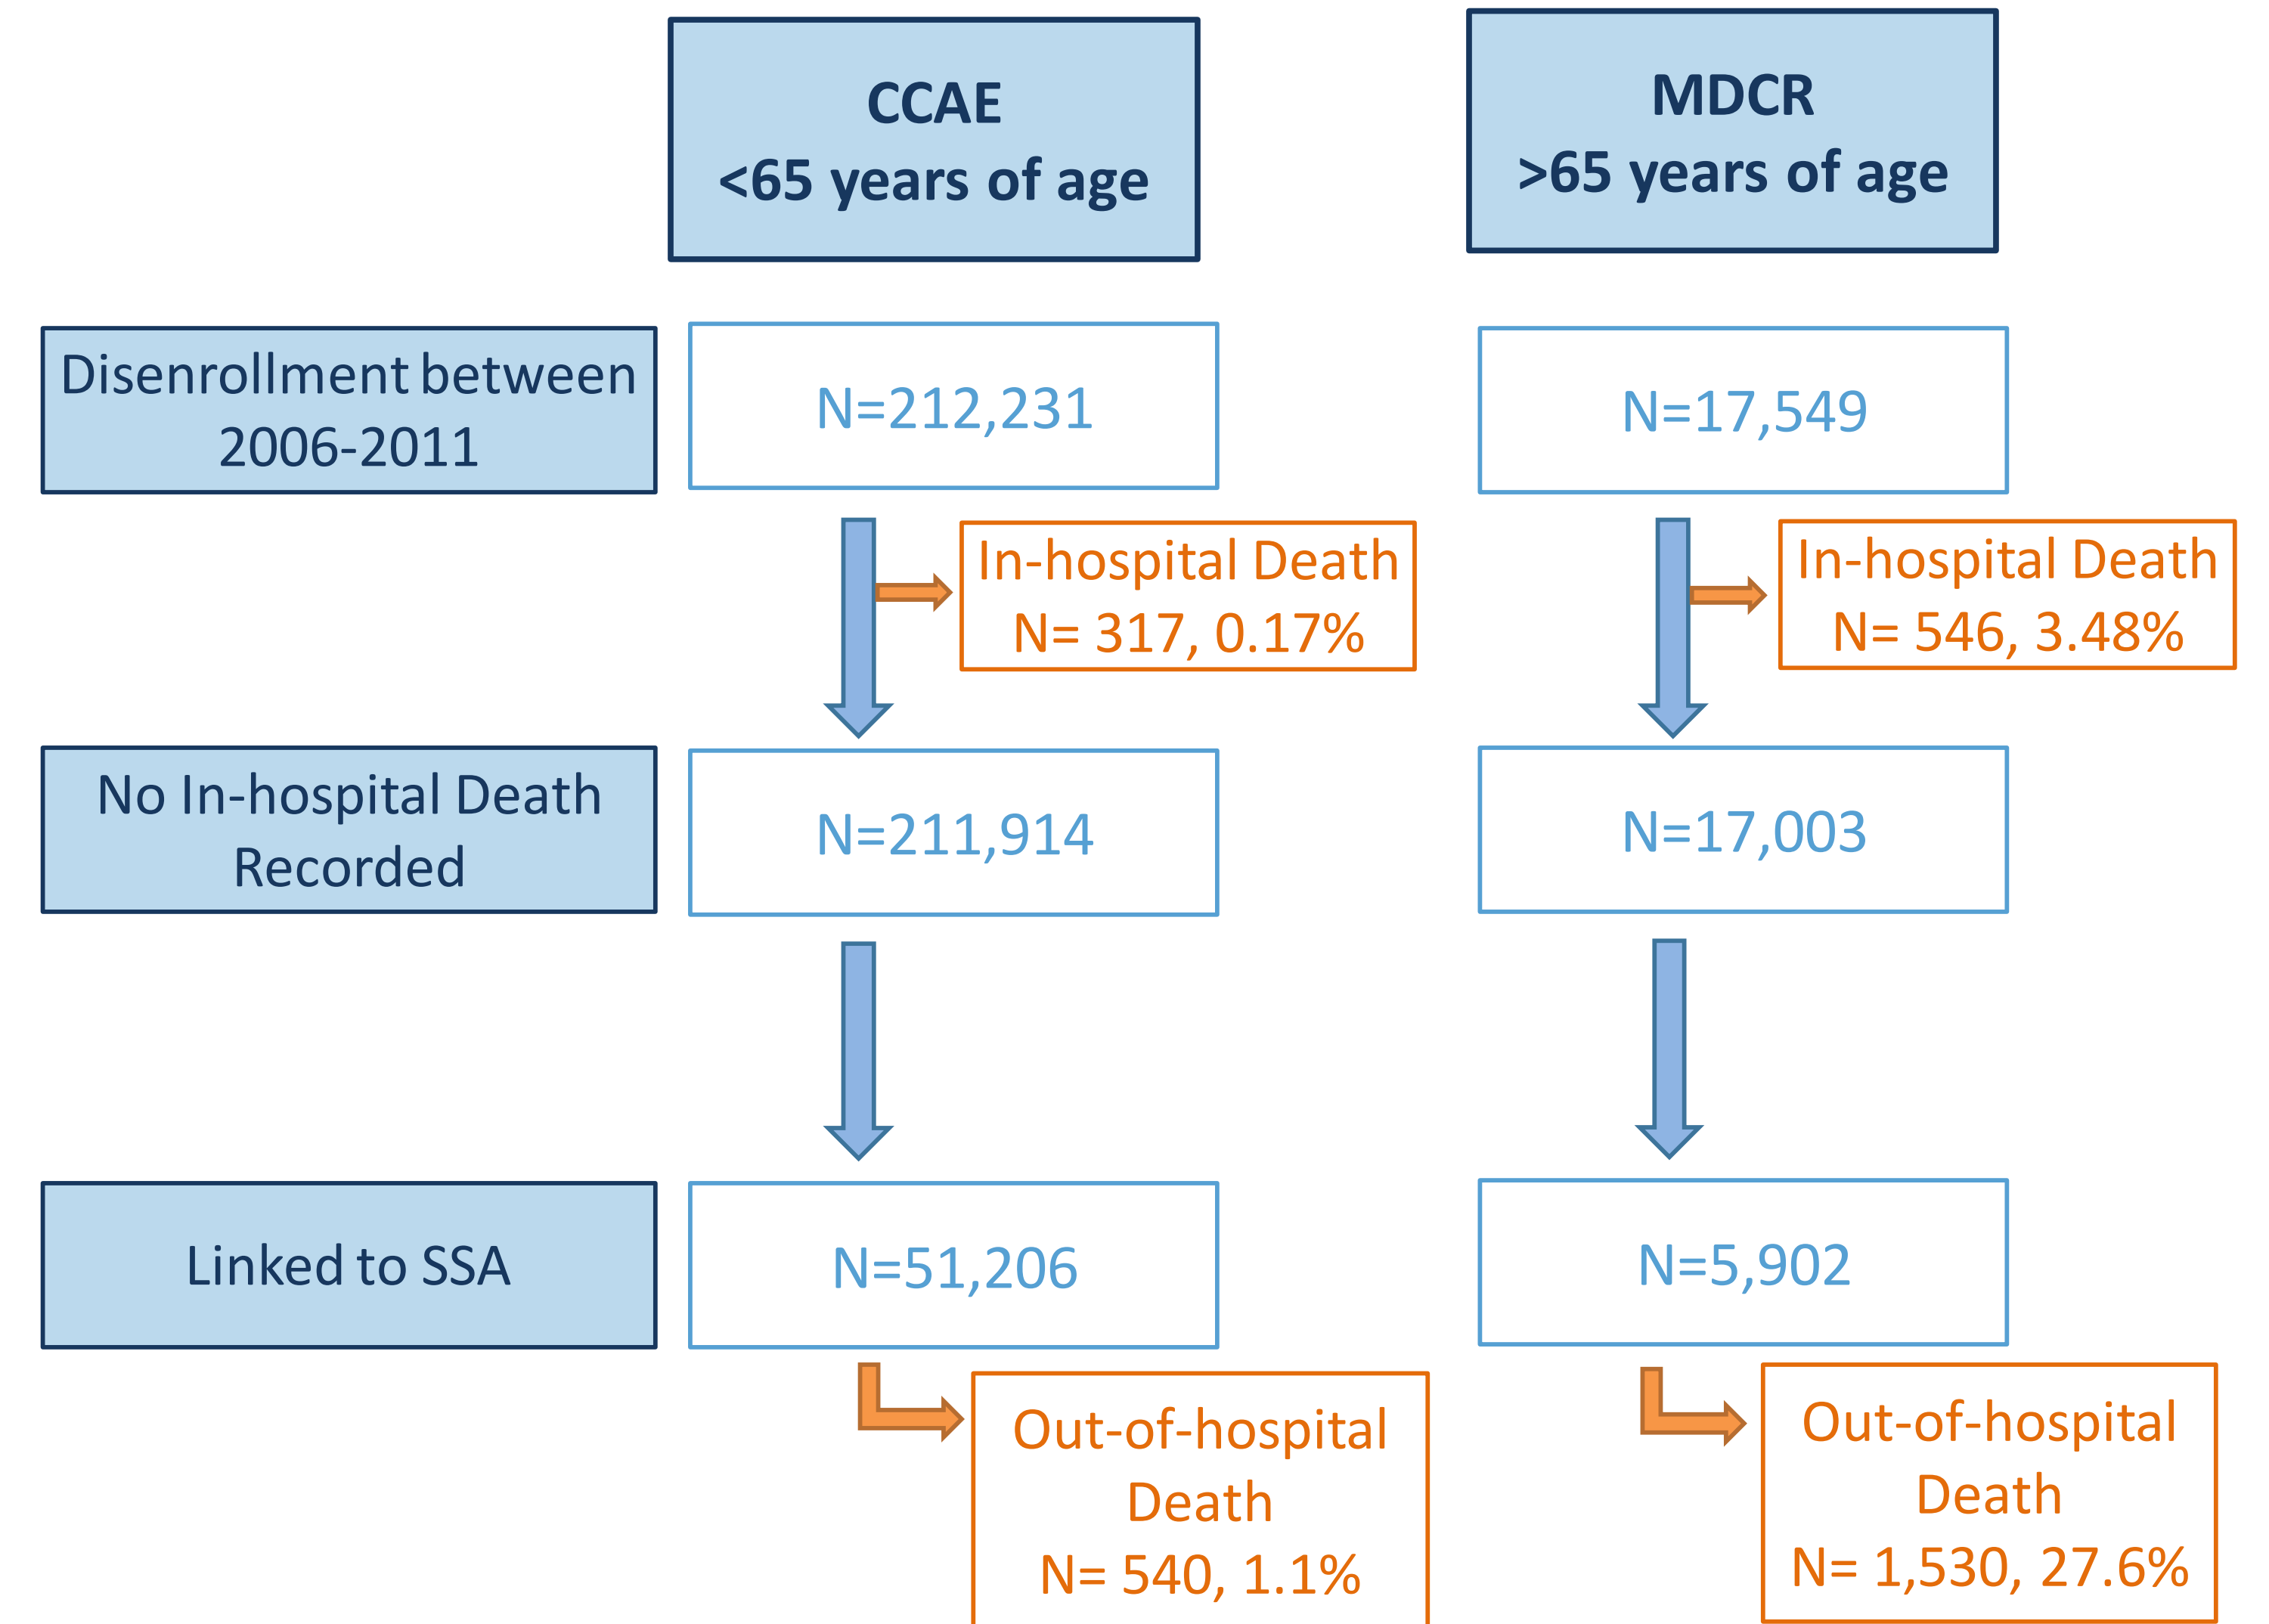 CCAE
<65 years of age
MDCR
>65 years of age
Disenrollment between
2006-2011
N=212,231
N=17,549
In-hospital Death
N= 317, 0.17%
In-hospital Death
N= 546, 3.43%
No In-hospital Death
Recorded
N=211,914
N=17,003
Linked to SSA
N=51,206
N=5,902
Out-of-hospital
Death
N= 540, 1.1%
Out-of-hospital
Death
N= 1,530, 27.6%